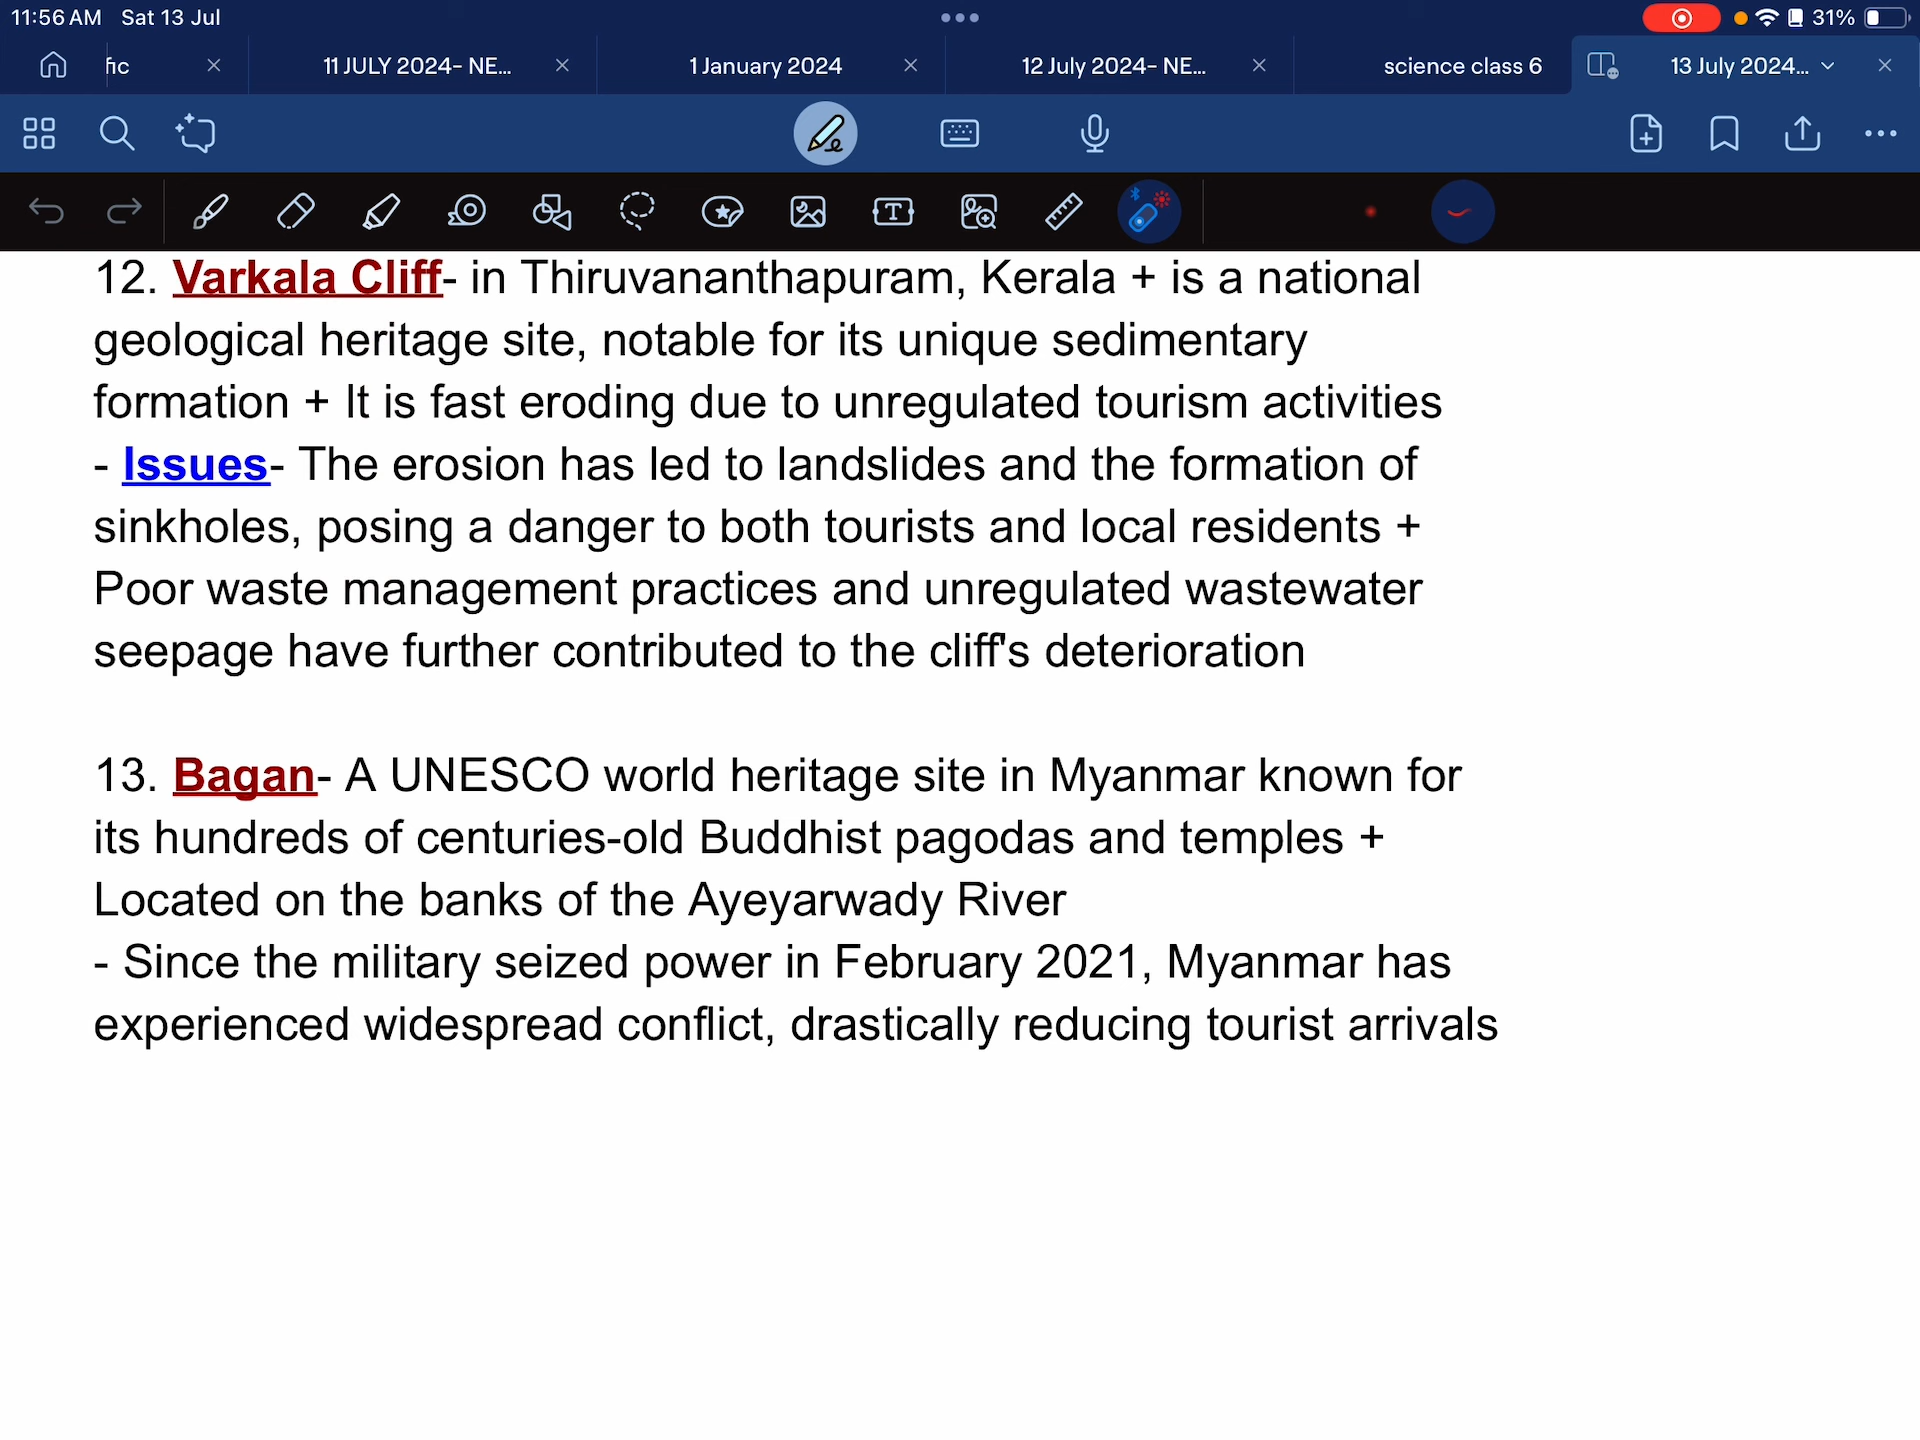 11:56 AM Sat 13 Jul
31%
fic
11 JULY 2024- NE...
1 January 2024
12 July 2024- NE...
science class 6
13 July 2024...
12. Varkala Cliff- in Thiruvananthapuram, Kerala + is a national
geological heritage site, notable for its unique sedimentary
formation + It is fast eroding due to unregulated tourism activities
- Issues- The erosion has led to landslides and the formation of
sinkholes, posing a danger to both tourists and local residents +
Poor waste management practices and unregulated wastewater
seepage have further contributed to the cliff's deterioration
13. Bagan- A UNESCO world heritage site in Myanmar known for
its hundreds of centuries-old Buddhist pagodas and temples +
Located on the banks of the Ayeyarwady River
- Since the military seized power in February 2021, Myanmar has
experienced widespread conflict, drastically reducing tourist arrivals